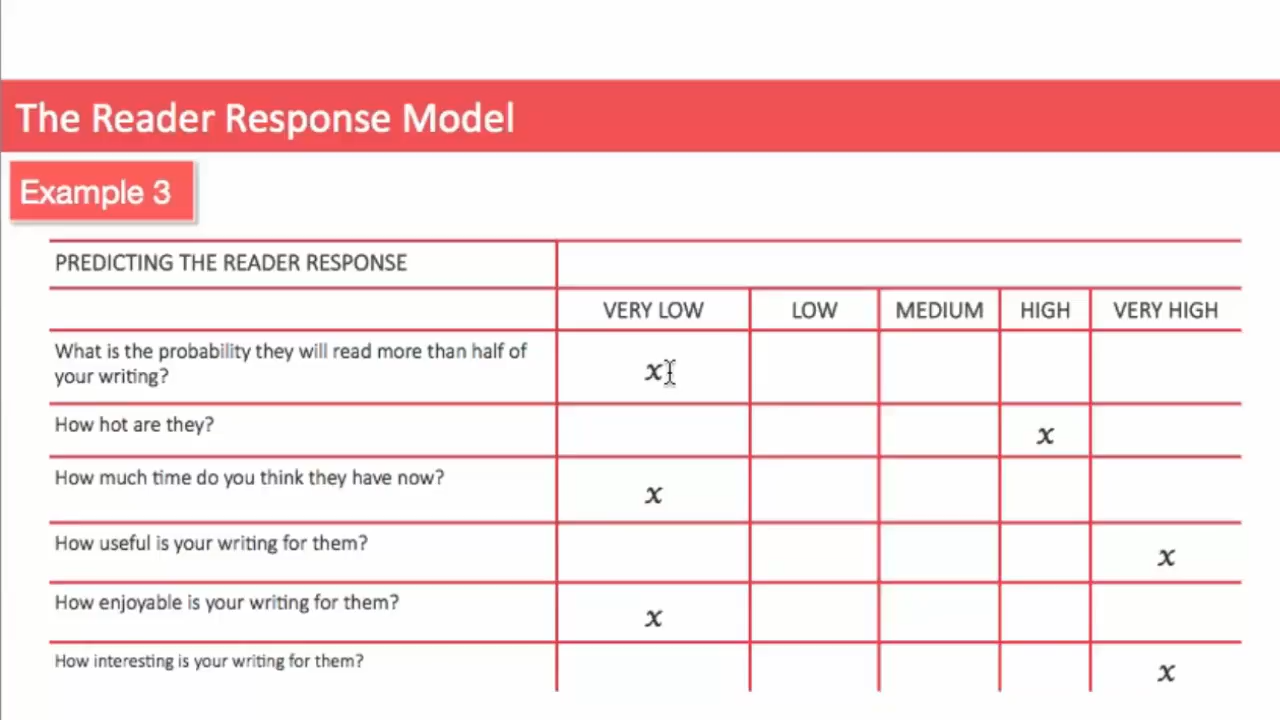 The Reader Response Model
Example 3
PREDICTING THE READER RESPONSE
VERY LOW LOW MEDIUM HIGH VERY HIGH
What is the probability they will read more than half of
your writing?
x
How hot are they?
x
How much time do you think they have now?
x
How useful is your writing for them?
x
How enjoyable is your writing for them?
x
How interesting is your writing for them?
x